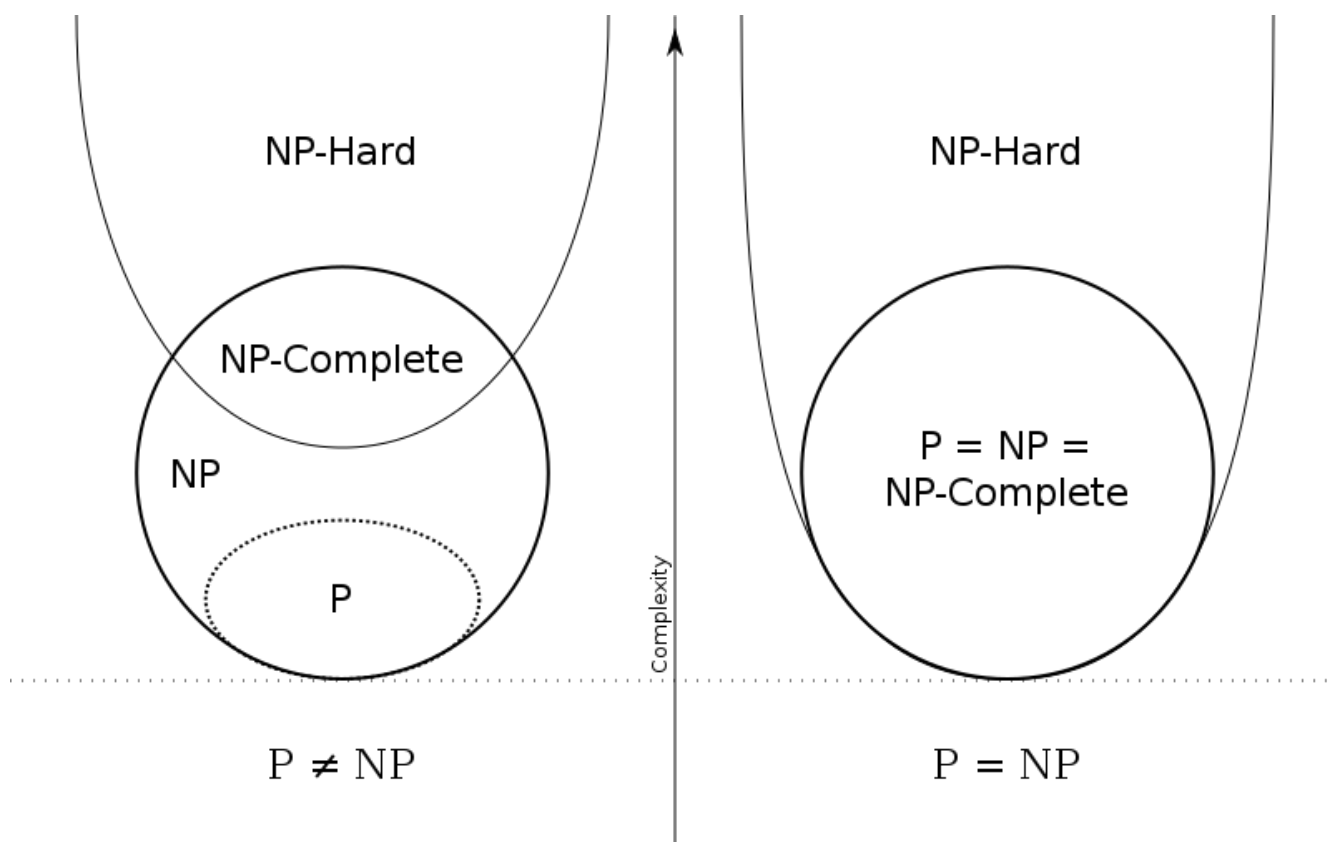 NP-Hard
NP-Complete
NP
P
P ≠ NP
Complexity
NP-Hard
P = NP =
NP-Complete
P = NP